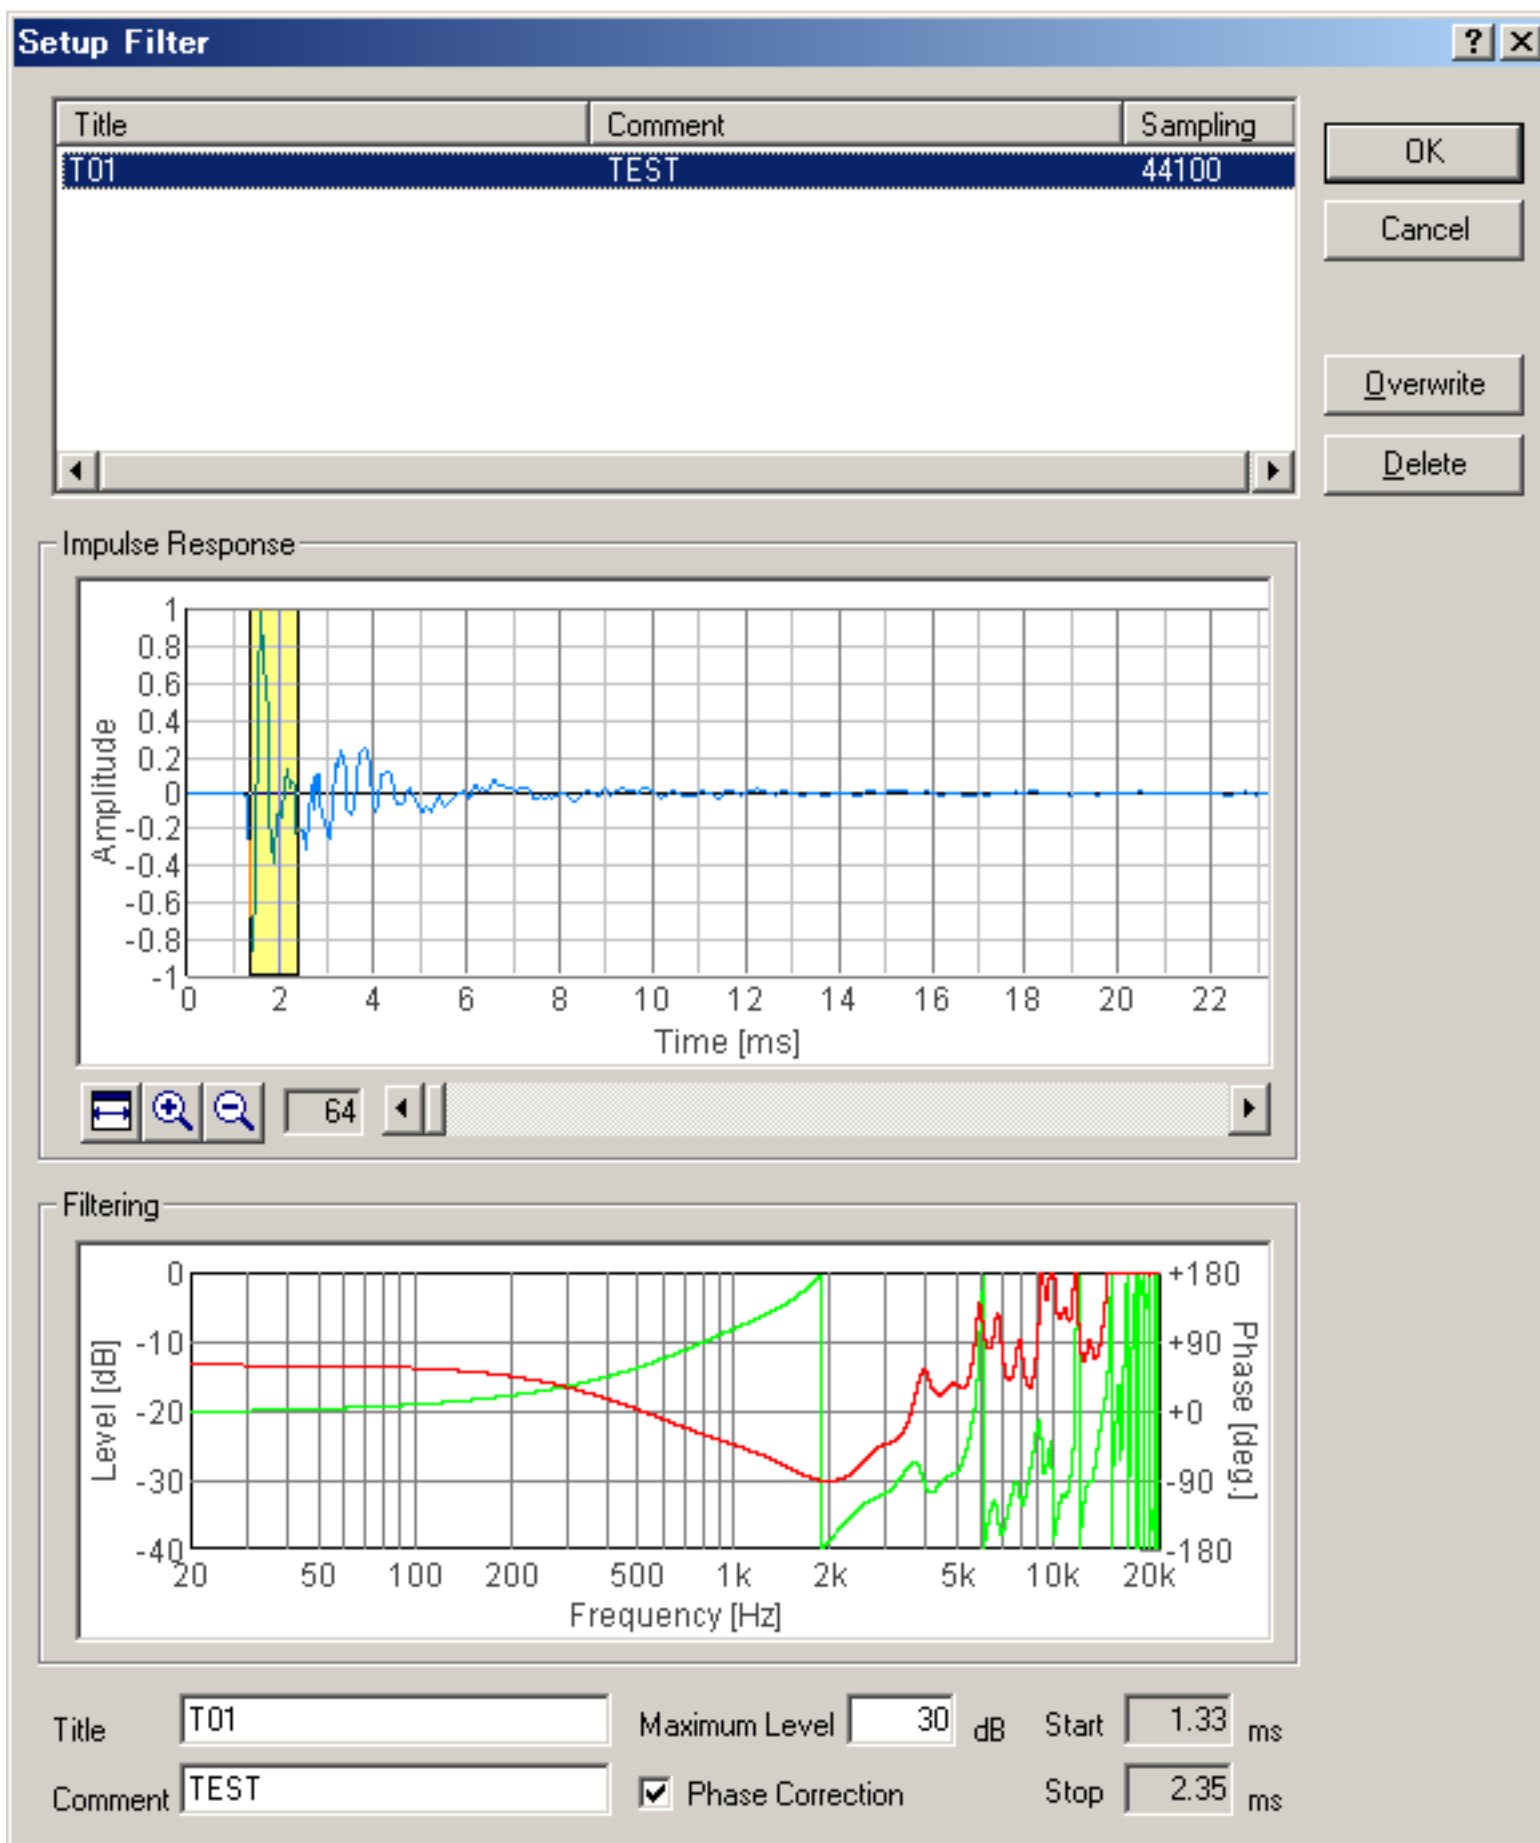 Setup Filter
Title Comment Sampling
T01 TEST 44100
OK
Cancel
Overwrite
Delete
Impulse Response
1
0.8
0.6
0.4
0.2
0
-0.2
-0.4
-0.6
-0.8
-1
Amplitude
0 2 4 6 8 10 12 14 16 18 20 22
Time [ms]
64
Filtering
0
-10
-20
-30
-40
Level [dB]
+180
+90
+0
-90
-180
Phase [deg.]
20 50 100 200 500 1k 2k 5k 10k 20k
Frequency [Hz]
Title T01 Maximum Level 30 dB Start 1.33 ms
Comment TEST Phase Correction Stop 2.35 ms